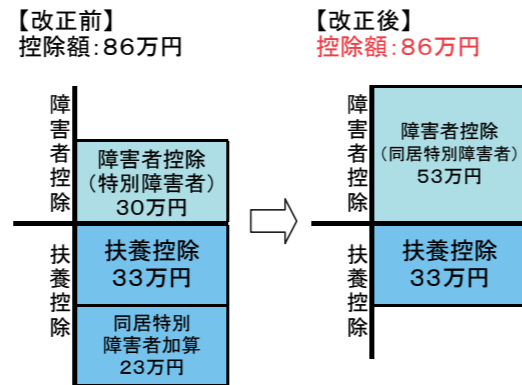 【改正前】
控除額:86万円
障害者控除
障害者控除
(特別障害者)
30万円
扶養控除
扶養控除
33万円
同居特別
障害者加算
23万円
【改正後】
控除額:86万円
障害者控除
障害者控除
(同居特別障害者)
53万円
扶養控除
扶養控除
33万円